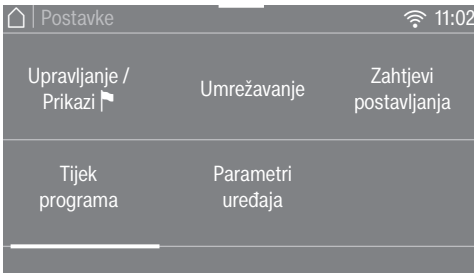 Postavke
11:02
Upravljanje /
Prikazi
Umrežavanje
Zahtjevi
postavljanja
Tijek
programa
Parametri
uređaja